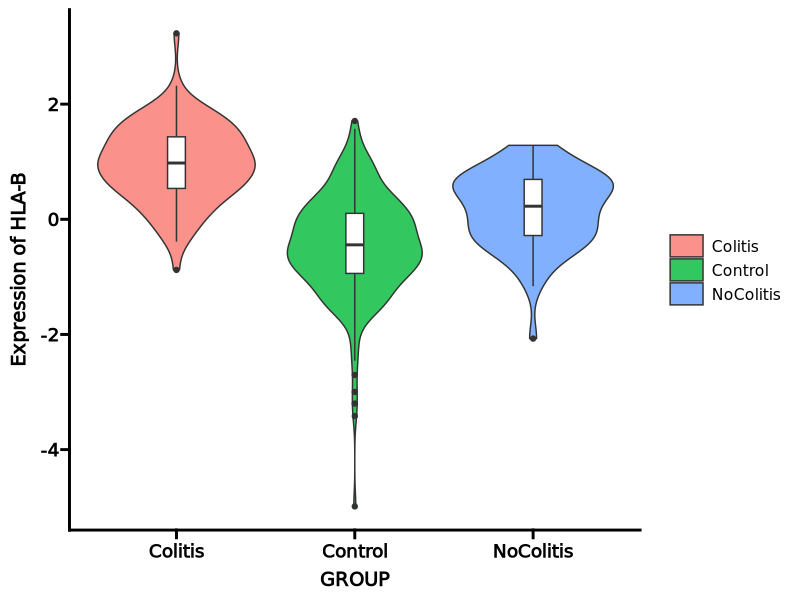 Expression of HLA-B
2
0
-2
-4
Colitis
Control
NoColitis
GROUP
Colitis
Control
NoColitis